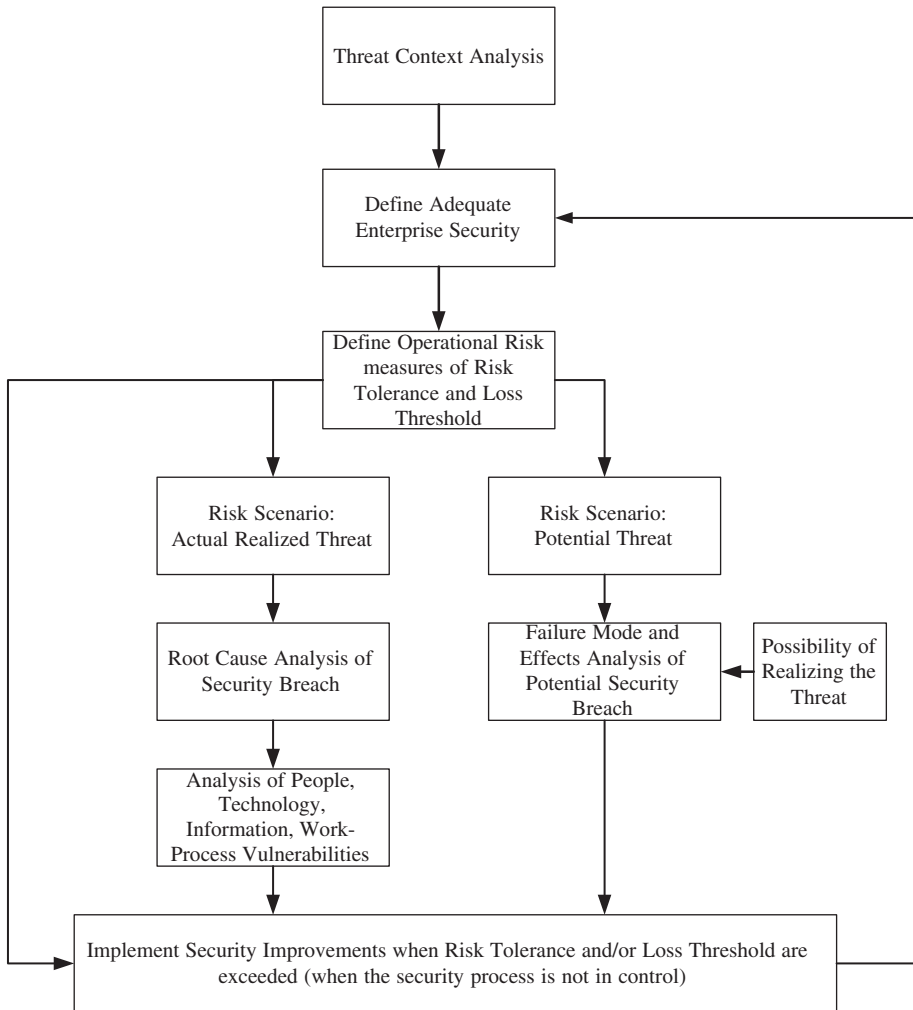 Threat Context Analysis
Define Adequate
Enterprise Security
Define Operational Risk
measures of Risk
Tolerance and Loss
Threshold
Risk Scenario:
Actual Realized Threat
Risk Scenario:
Potential Threat
Root Cause Analysis of
Security Breach
Failure Mode and
Effects Analysis of
Potential Security
Breach
Possibility of
Realizing the
Threat
Analysis of People,
Technology,
Information, Work-
Process Vulnerabilities
Implement Security Improvements when Risk Tolerance and/or Loss Threshold are
exceeded (when the security process is not in control)